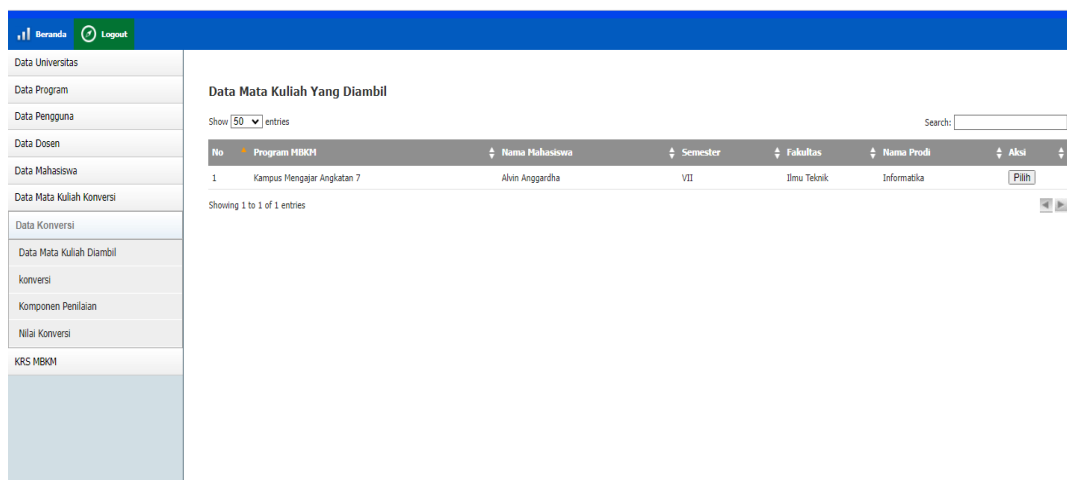 Beranda Logout
Data Universitas
Data Program
Data Pengguna
Data Dosen
Data Mahasiswa
Data Mata Kuliah Konversi
Data Konversi
Data Mata Kuliah Diambil
konversi
Komponen Penilaian
Nilai Konversi
KRS MBKM
Data Mata Kuliah Yang Diambil
Show 50 entries Search:
No Program MBKM Nama Mahasiswa Semester Fakultas Nama Prodi Aksi
1 Kampus Mengajar Angkatan 7 Alvin Anggardha VII Ilmu Teknik Informatika Pilih
Showing 1 to 1 of 1 entries